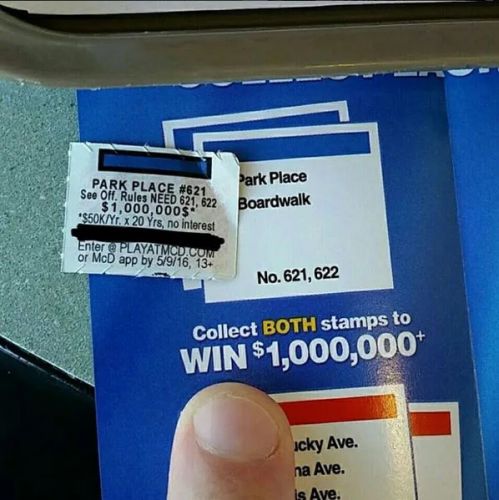 PARK PLACE #621
See Off. Rules NEED 621, 622
$1,000,000$*
*$50K/Yr. x 20 Yrs, no interest
Enter @ PLAYATMCD.COM
or McD app by 5/9/16, 13+
Park Place
Boardwalk
No. 621, 622
Collect BOTH stamps to
WIN $1,000,000+
ucky Ave.
na Ave.
is Ave.